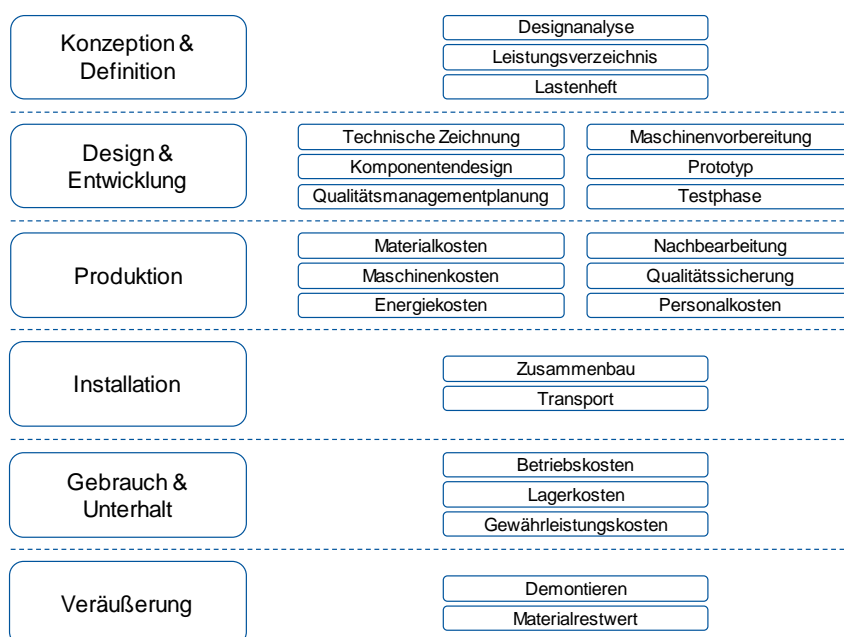 Konzeption &
Definition
Designanalyse
Leistungsverzeichnis
Lastenheft
Design &
Entwicklung
Technische Zeichnung
Maschinenvorbereitung
Komponentendesign
Prototyp
Qualitätsmanagementplanung
Testphase
Produktion
Materialkosten
Nachbearbeitung
Maschinenkosten
Qualitätssicherung
Energiekosten
Personalkosten
Installation
Zusammenbau
Transport
Gebrauch &
Unterhalt
Betriebskosten
Lagerkosten
Gewährleistungskosten
Veräußerung
Demontieren
Materialrestwert